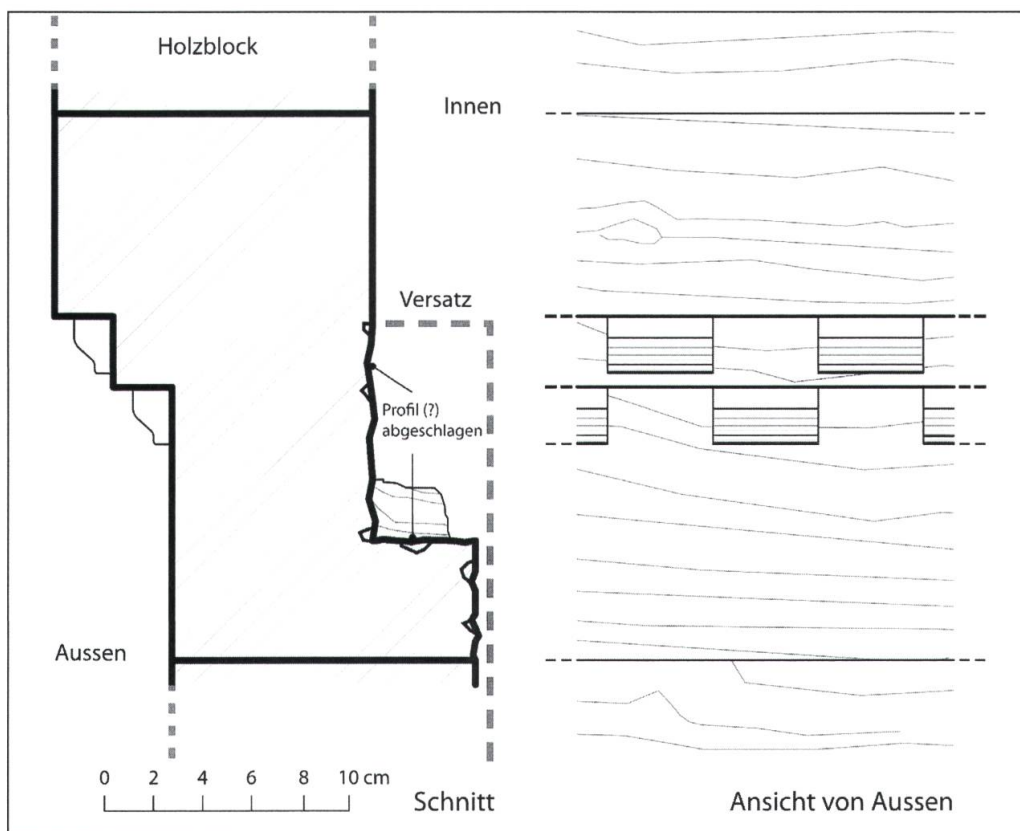 Holzblock
Innen
Versatz
Profil (?)
abgeschlagen
Aussen
0 2 4 6 8 10 cm
Schnitt
Ansicht von Aussen